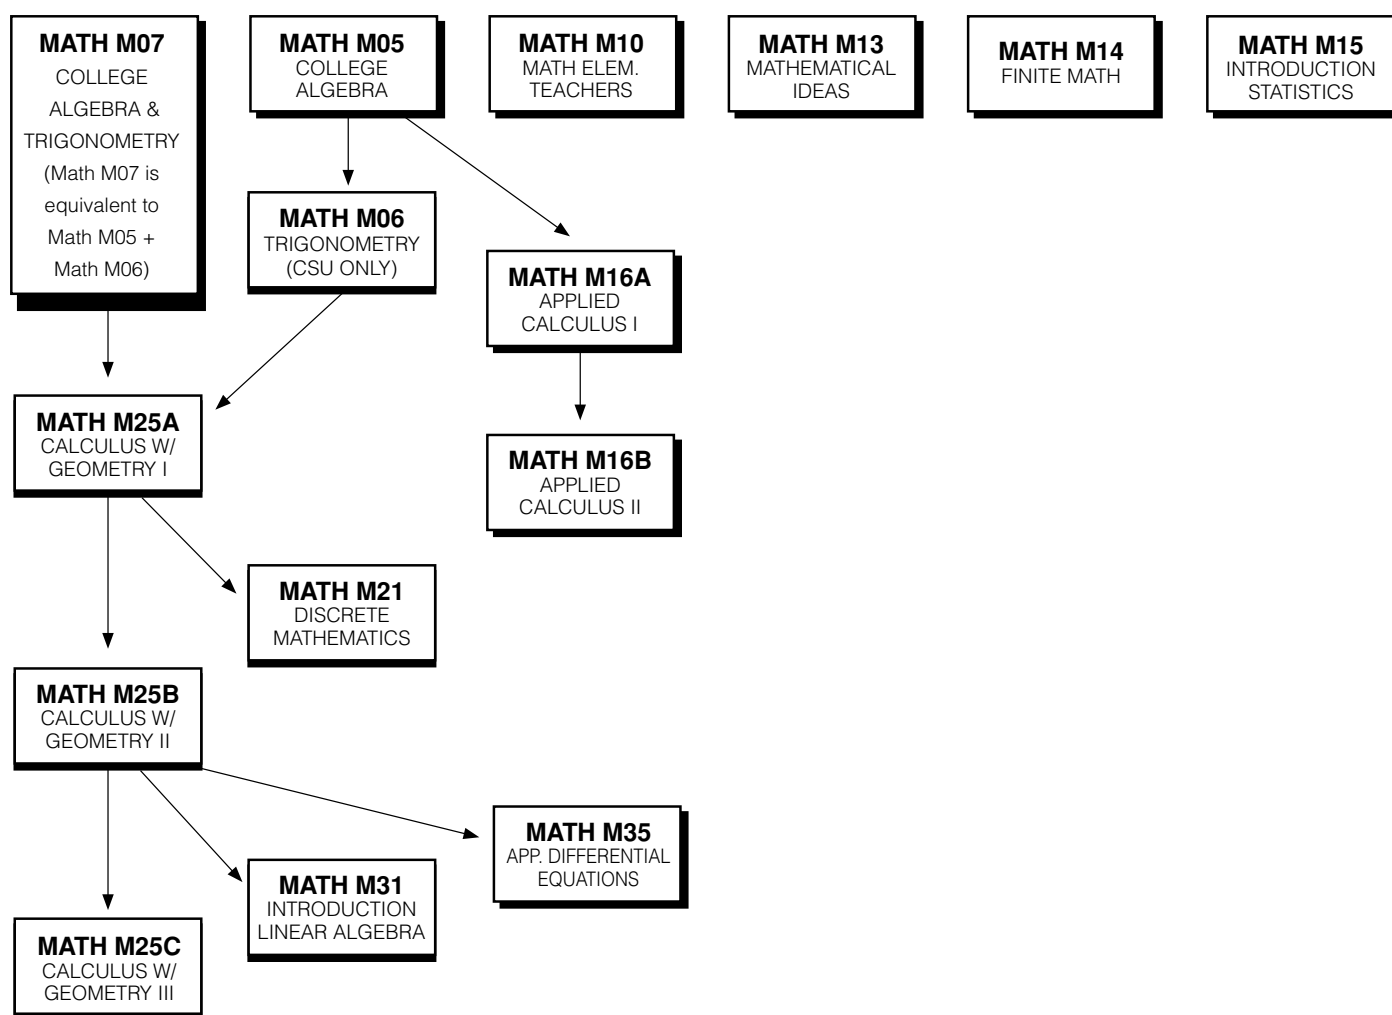 MATH M07
COLLEGE
ALGEBRA &
TRIGONOMETRY
(Math M07 is
equivalent to
Math M05 +
Math M06)
MATH M05
COLLEGE
ALGEBRA
MATH M10
MATH ELEM.
TEACHERS
MATH M13
MATHEMATICAL
IDEAS
MATH M14
FINITE MATH
MATH M15
INTRODUCTION
STATISTICS
MATH M06
TRIGONOMETRY
(CSU ONLY)
MATH M16A
APPLIED
CALCULUS I
MATH M25A
CALCULUS W/
GEOMETRY I
MATH M16B
APPLIED
CALCULUS II
MATH M21
DISCRETE
MATHEMATICS
MATH M25B
CALCULUS W/
GEOMETRY II
MATH M35
APP. DIFFERENTIAL
EQUATIONS
MATH M31
INTRODUCTION
LINEAR ALGEBRA
MATH M25C
CALCULUS W/
GEOMETRY III